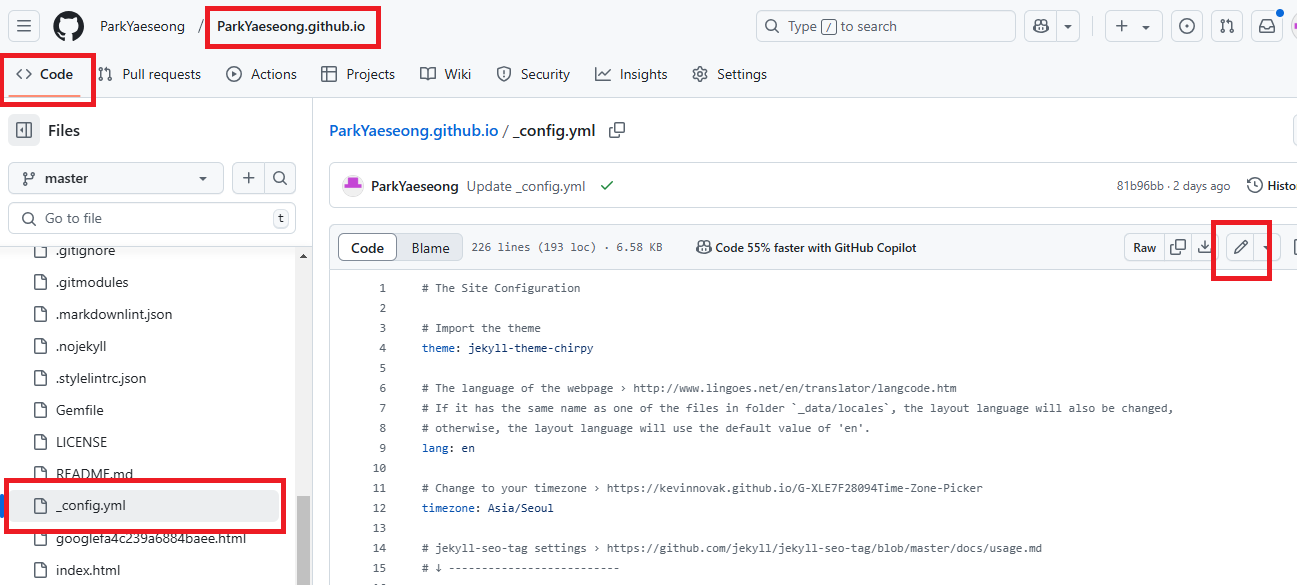 ParkYaeseong / ParkYaeseong.github.io
Type / to search
Code
Pull requests
Actions
Projects
Wiki
Security
Insights
Settings
Files
master
Go to file
t
.gitignore
.gitmodules
.markdownlint.json
.nojekyll
.stylelintrc.json
Gemfile
LICENSE
README.md
_config.yml
googlefa4c239a6884baee.html
index.html
ParkYaeseong.github.io / _config.yml
ParkYaeseong Update _config.yml
81b96bb · 2 days ago
Histo
Code Blame 226 lines (193 loc) · 6.58 KB
Code 55% faster with GitHub Copilot
Raw
1 # The Site Configuration
2
3 # Import the theme
4 theme: jekyll-theme-chirpy
5
6 # The language of the webpage › http://www.lingoes.net/en/translator/langcode.htm
7 # If it has the same name as one of the files in folder `_data/locales`, the layout language will also be changed,
8 # otherwise, the layout language will use the default value of 'en'.
9 lang: en
10
11 # Change to your timezone › https://kevinnovak.github.io/G-XLE7F28094Time-Zone-Picker
12 timezone: Asia/Seoul
13
14 # jekyll-seo-tag settings › https://github.com/jekyll/jekyll-seo-tag/blob/master/docs/usage.md
15 # ↓ --------------------------